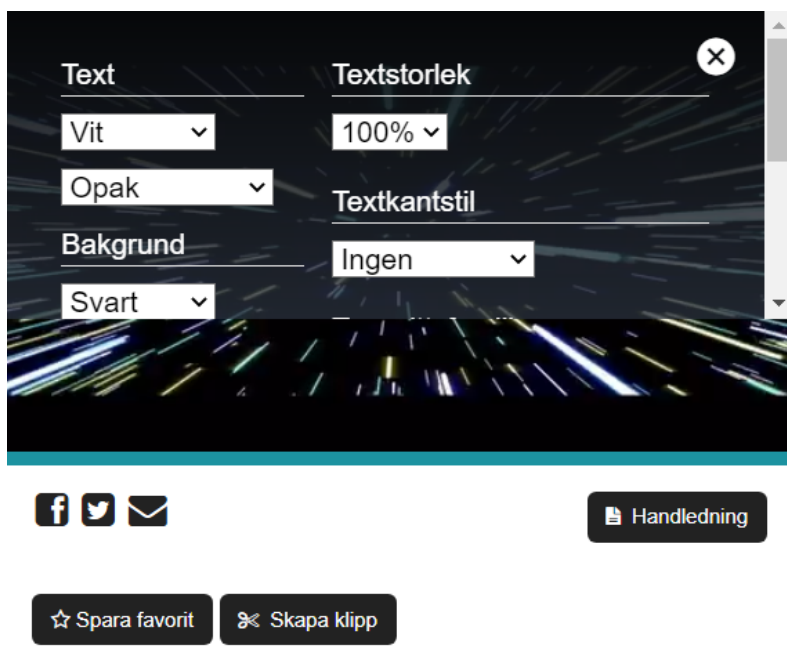 Text
Vit
Opak
Bakgrund
Svart
Textstorlek
100%
Textkantstil
Ingen
Handledning
Spara favorit
Skapa klipp